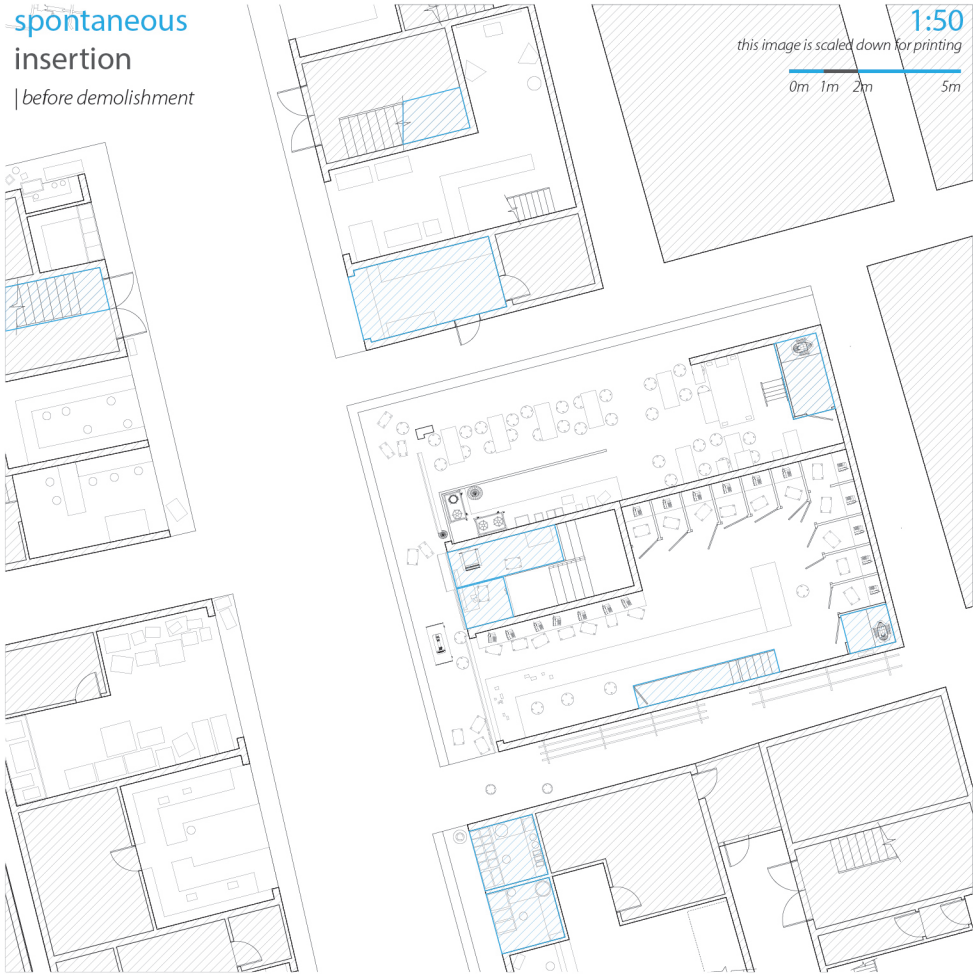 spontaneous
insertion
| before demolishment
1:50
this image is scaled down for printing
0m 1m 2m 5m